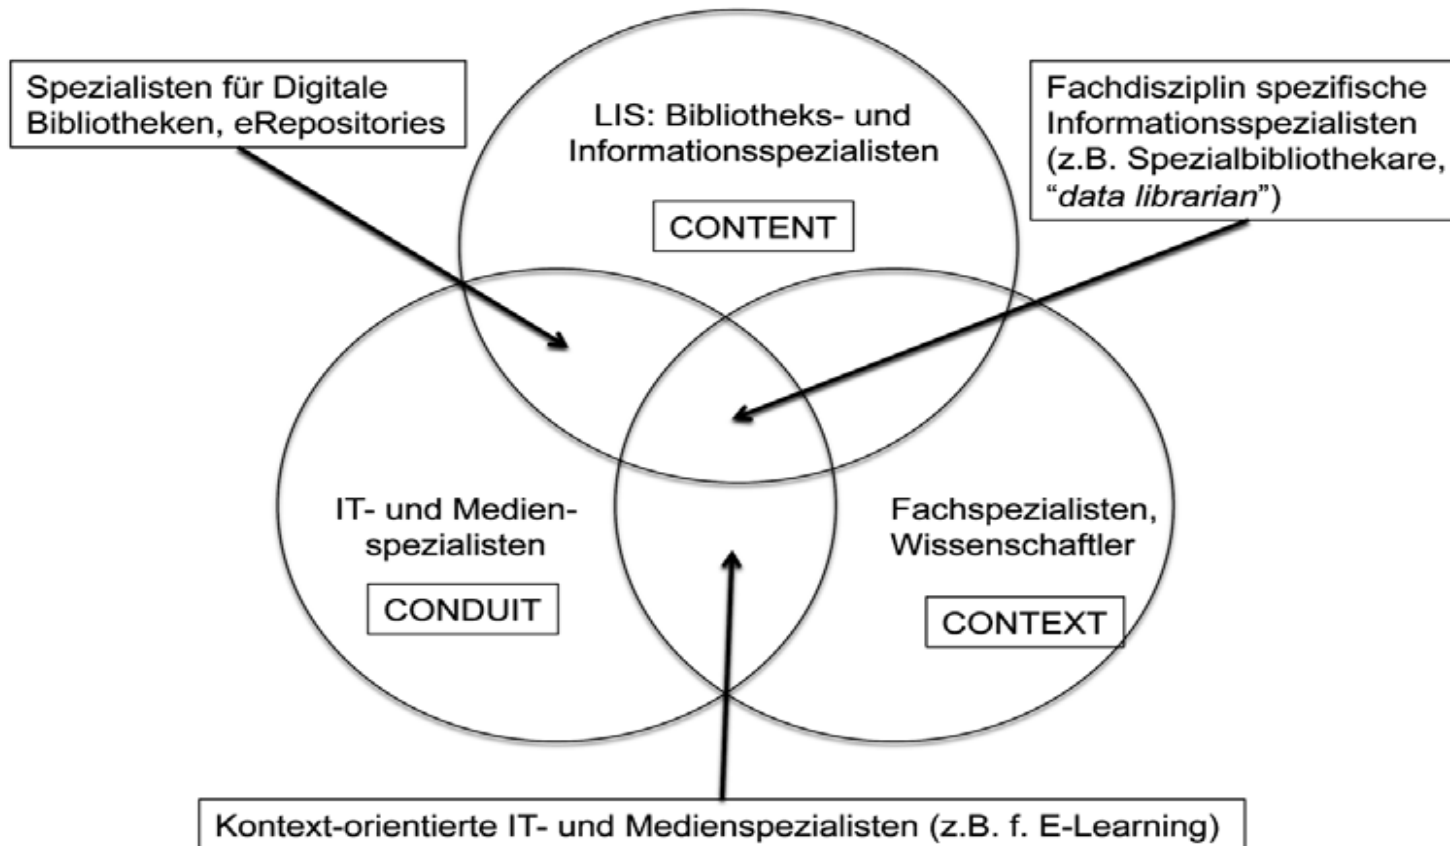 Spezialisten für Digitale
Bibliotheken, eRepositories
LIS: Bibliotheks- und
Informationsspezialisten
CONTENT
Fachdisziplin spezifische
Informationsspezialisten
(z.B. Spezialbibliothekare,
“data librarian”)
IT- und Medien-
spezialisten
CONDUIT
Fachspezialisten,
Wissenschaftler
CONTEXT
Kontext-orientierte IT- und Medienspezialisten (z.B. f. E-Learning)